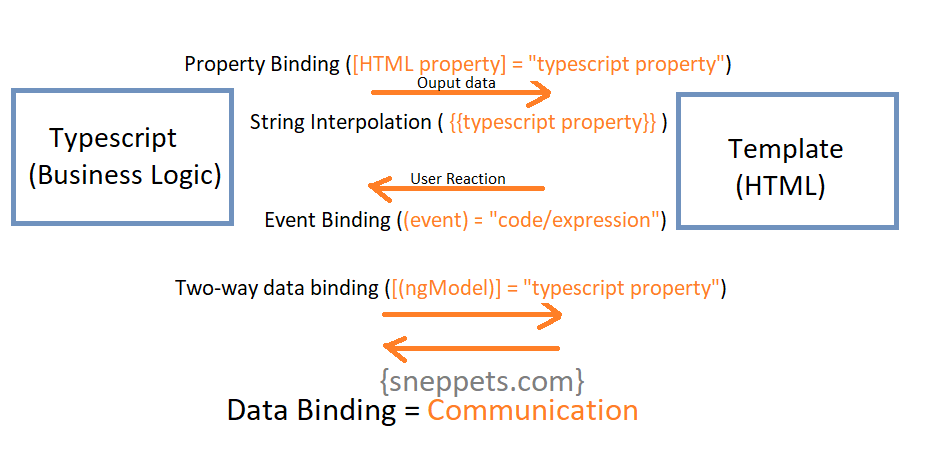 Property Binding ([HTML property] = "typescript property")
Ouput data
String Interpolation ( {{typescript property}} )
Typescript
(Business Logic)
Template
(HTML)
User Reaction
Event Binding ((event) = "code/expression")
Two-way data binding ([(ngModel)] = "typescript property")
{sneppets.com}
Data Binding = Communication